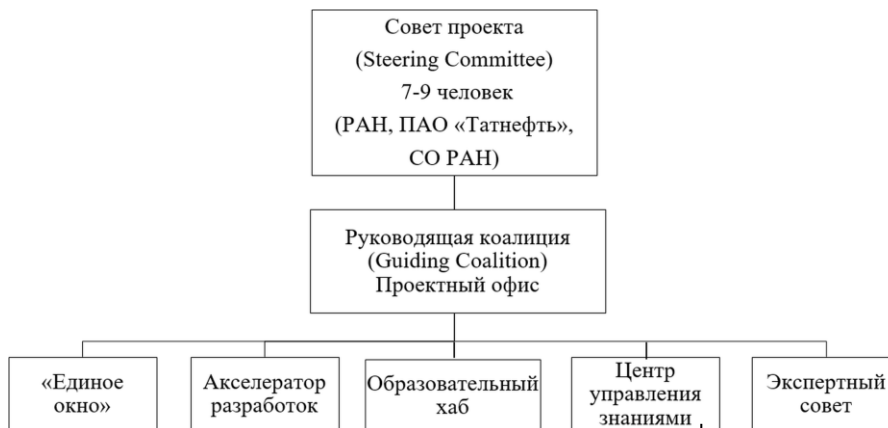 Совет проекта
(Steering Committee)
7-9 человек
(РАН, ПАО «Татнефть»,
СО РАН)
Руководящая коалиция
(Guiding Coalition)
Проектный офис
«Единое
окно»
Акселератор
разработок
Образовательный
хаб
Центр
управления
знаниями
Экспертный
совет